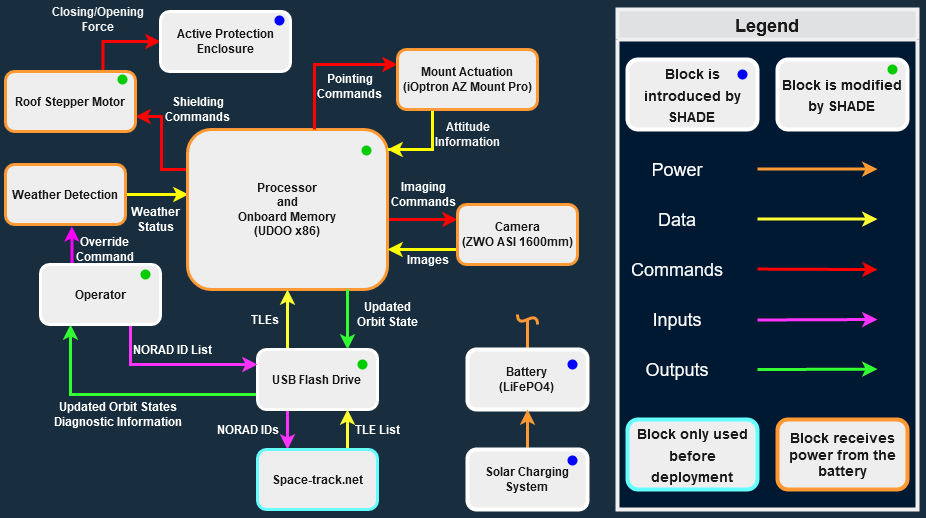 Closing/Opening
Force
Active Protection
Enclosure
Roof Stepper Motor
Shielding
Commands
Pointing
Commands
Mount Actuation
(iOptron AZ Mount Pro)
Attitude
Information
Processor
and
Onboard Memory
(UDOO x86)
Weather Detection
Weather
Status
Imaging
Commands
Camera
(ZWO ASI 1600mm)
Images
Override
Command
Operator
TLEs
Updated
Orbit State
NORAD ID List
USB Flash Drive
Updated Orbit States
Diagnostic Information
NORAD IDs
TLE List
Space-track.net
Battery
(LiFePO4)
Solar Charging
System
Legend
Block is
introduced by
SHADE
Block is modified
by SHADE
Power
Data
Commands
Inputs
Outputs
Block only used
before
deployment
Block receives
power from the
battery